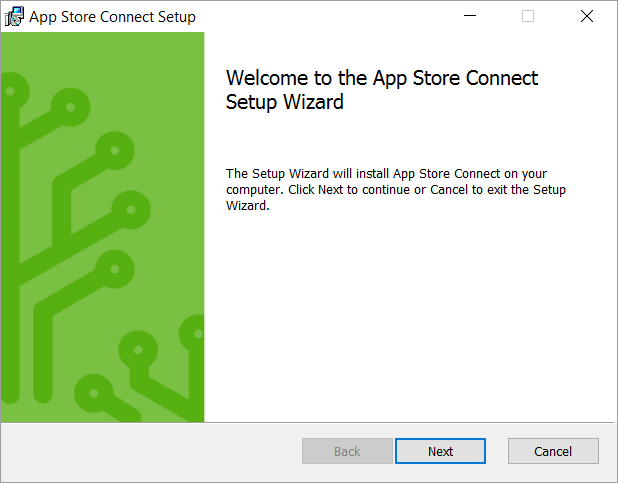 App Store Connect Setup
Welcome to the App Store Connect
Setup Wizard
The Setup Wizard will install App Store Connect on your
computer. Click Next to continue or Cancel to exit the Setup
Wizard.
Back
Next
Cancel